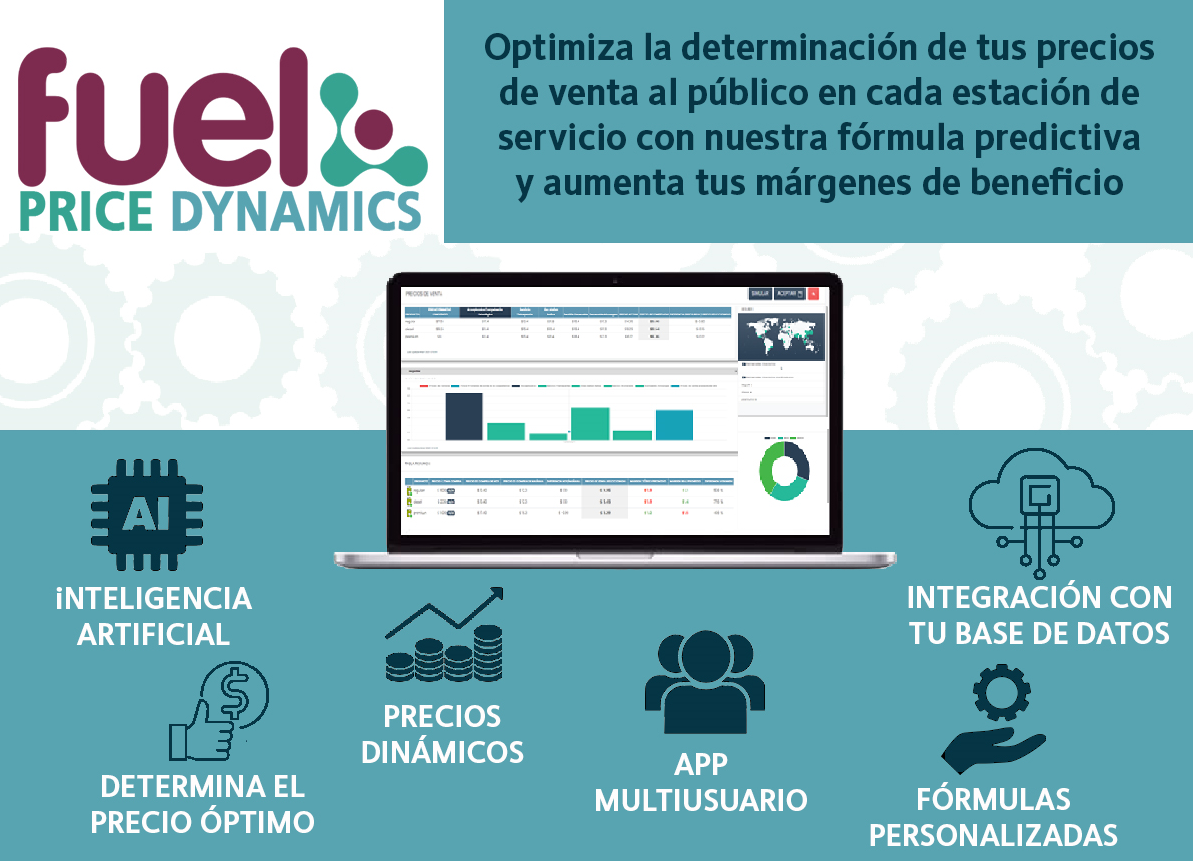 fuel
PRICE DYNAMICS
Optimiza la determinación de tus precios
de venta al público en cada estación de
servicio con nuestra fórmula predictiva
y aumenta tus márgenes de beneficio
PRECIOS DE VENTA
SIMULAR
ACEPTAR
AI
iNTELIGENCIA
ARTIFICIAL
DETERMINA EL
PRECIO ÓPTIMO
PRECIOS
DINÁMICOS
APP
MULTIUSUARIO
INTEGRACIÓN CON
TU BASE DE DATOS
FÓRMULAS
PERSONALIZADAS